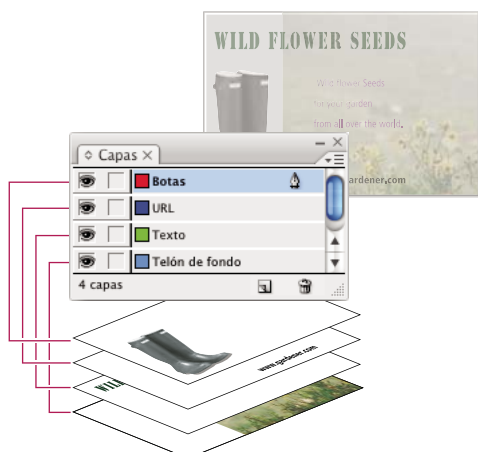 WILD FLOWER SEEDS
Wild flower Seeds
for your garden
from all over the world.
ardener.com
Capas
Botas
URL
Texto
Telón de fondo
4 capas
www.gardener.com
WILD